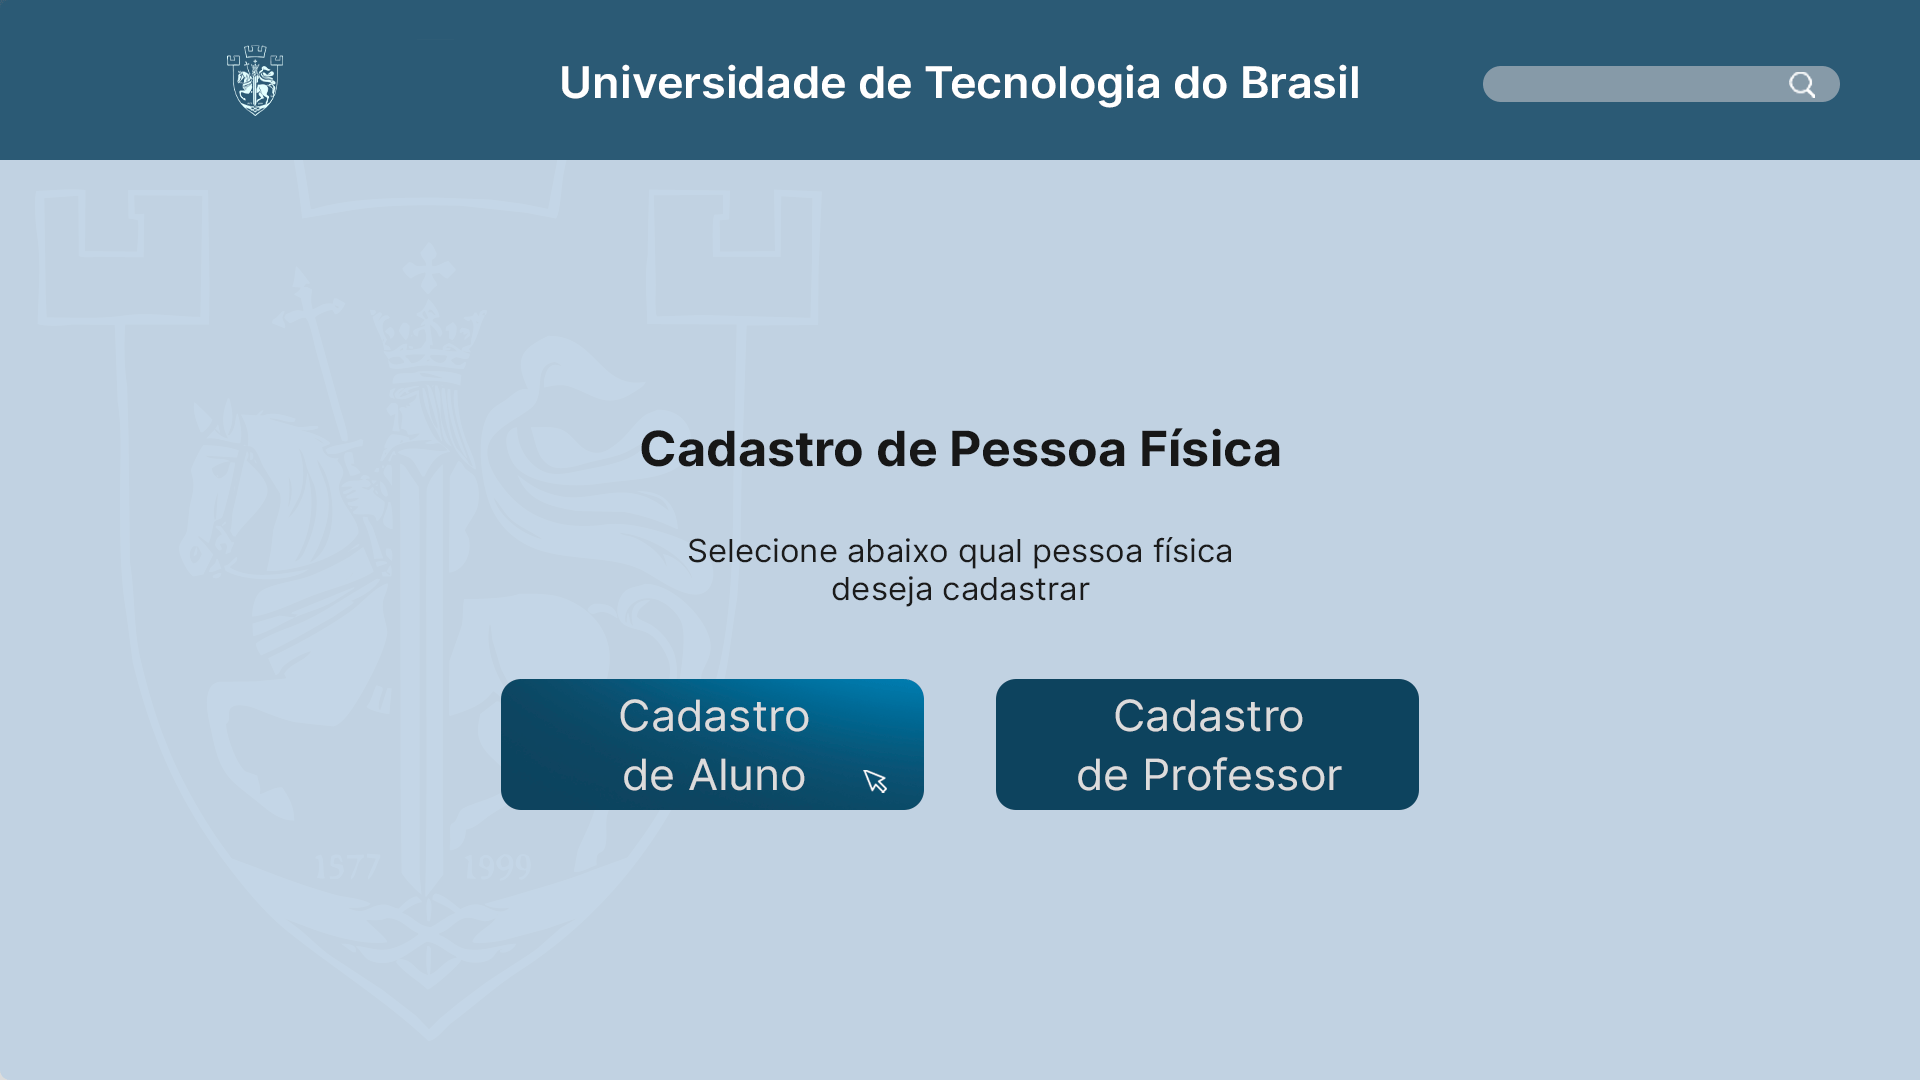 Universidade de Tecnologia do Brasil
Cadastro de Pessoa Física
Selecione abaixo qual pessoa física
deseja cadastrar
Cadastro
de Aluno
Cadastro
de Professor
1577 1999